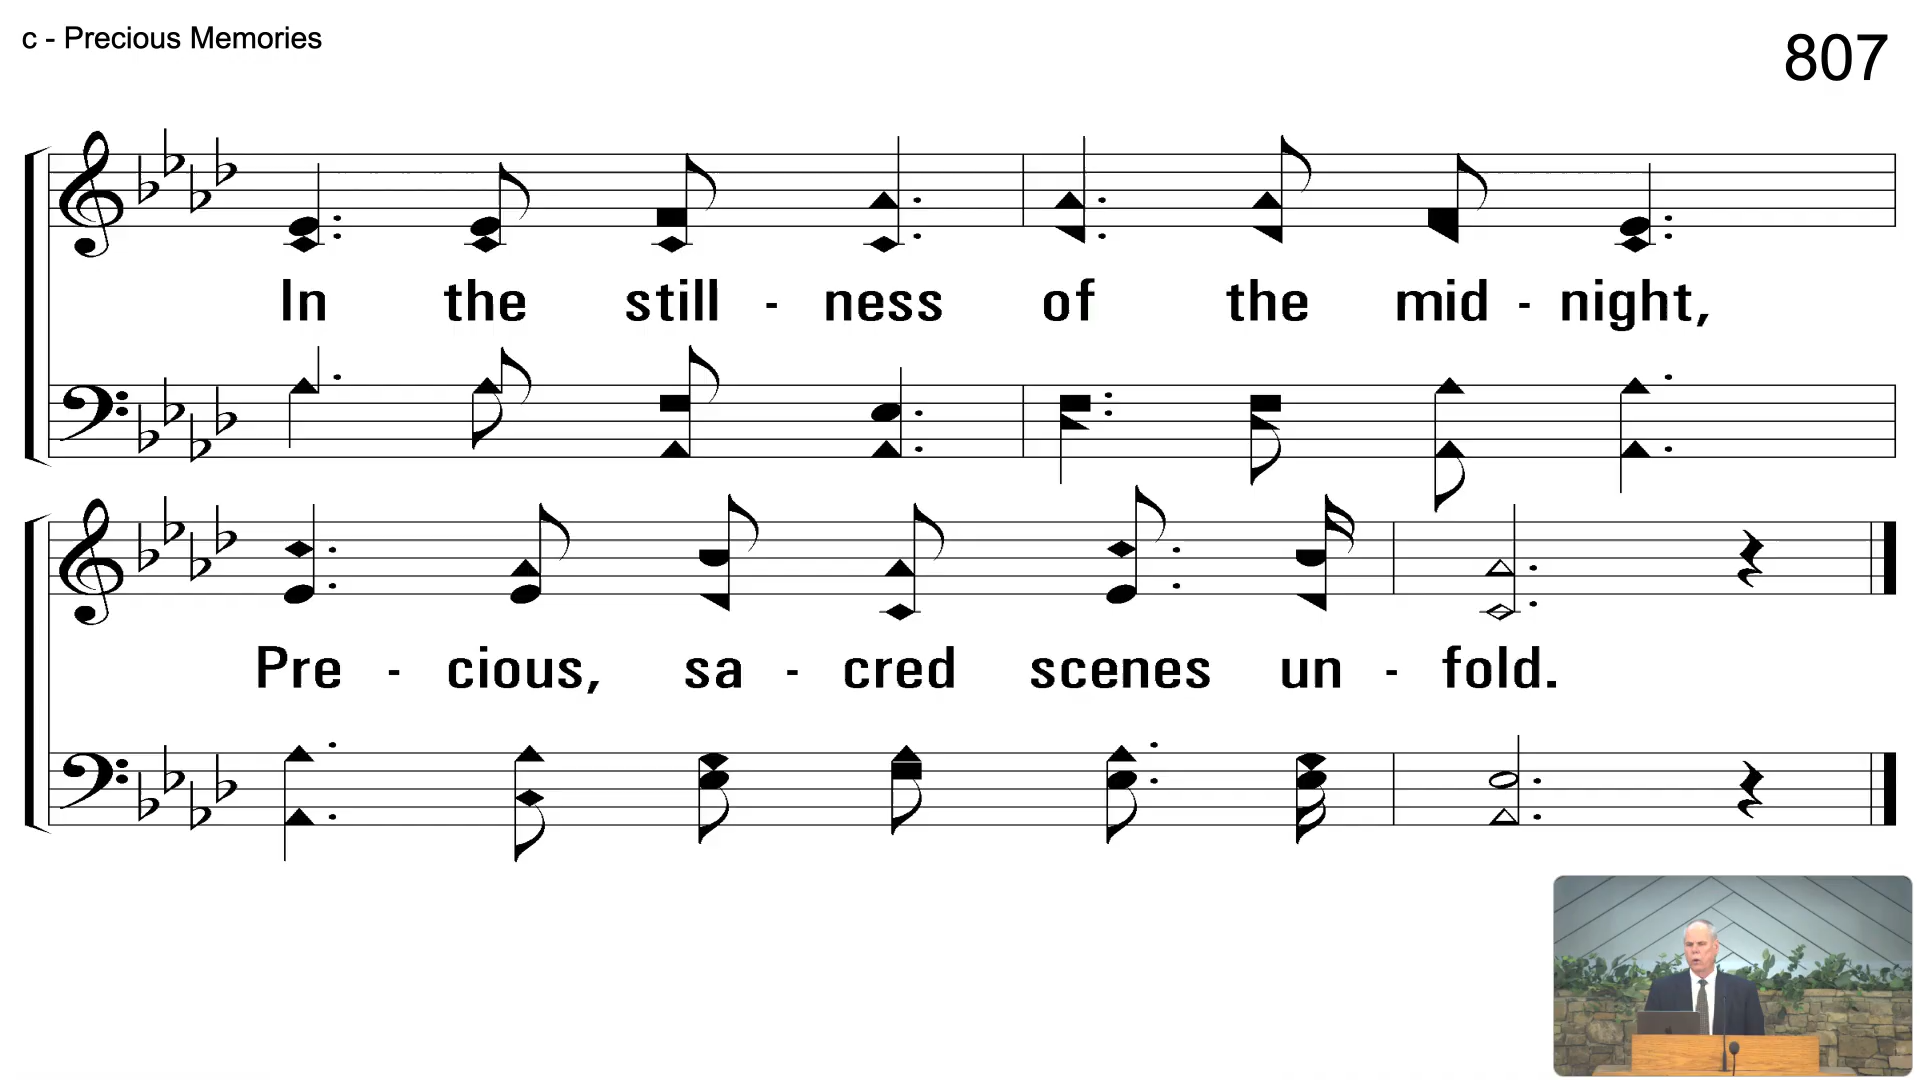 c - Precious Memories
807
In the still - ness of the mid - night,
Pre - cious, sa - cred scenes un - fold.